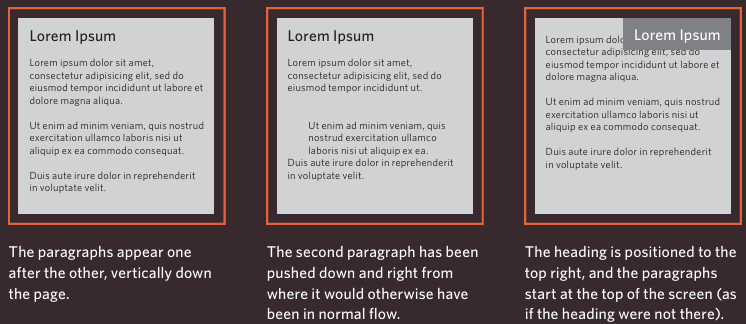 Lorem Ipsum
Lorem ipsum dolor sit amet,
consectetur adipisicing elit, sed do
eiusmod tempor incididunt ut labore et
dolore magna aliqua.
Ut enim ad minim veniam, quis nostrud
exercitation ullamco laboris nisi ut
aliquip ex ea commodo consequat.
Duis aute irure dolor in reprehenderit
in voluptate velit.
The paragraphs appear one
after the other, vertically down
the page.
Lorem Ipsum
Lorem ipsum dolor sit amet,
consectetur adipisicing elit, sed do
eiusmod tempor incididunt ut.
Ut enim ad minim veniam, quis
nostrud exercitation ullamco
laboris nisi ut aliquip ex ea.
Duis aute irure dolor in reprehenderit
in voluptate velit.
The second paragraph has been
pushed down and right from
where it would otherwise have
been in normal flow.
Lorem Ipsum
Lorem ipsum dolo
consectetur adipisicing elit, sed do
eiusmod tempor incididunt ut labore et
dolore magna aliqua.
Ut enim ad minim veniam, quis nostrud
exercitation ullamco laboris nisi ut
aliquip ex ea commodo consequat.
Duis aute irure dolor in reprehenderit
in voluptate velit.
The heading is positioned to the
top right, and the paragraphs
start at the top of the screen (as
if the heading were not there).